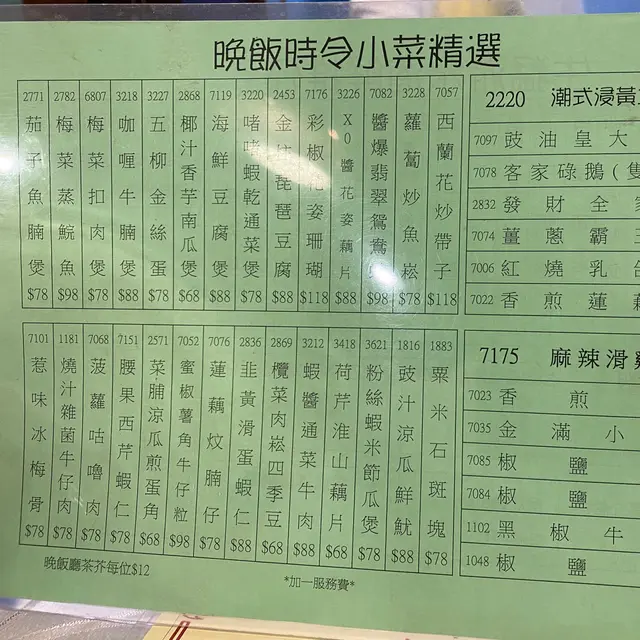 晚飯時令小菜精選
2771 茄子魚腩煲 $78
2782 梅菜蒸鯇魚 $98
6807 梅菜扣肉煲 $78
3218 咖喱牛腩煲 $88
3227 五柳金絲蛋 $78
2868 椰汁香芋南瓜煲 $68
7119 海鮮豆腐煲 $88
3220 啫啫蝦乾通菜煲 $78
2453 金 琵琶豆腐 $88
7176 彩椒花姿珊瑚 $118
3226 XO醬花姿藕片 $88
7082 醬爆翡翠鴛鴦 $98
3228 蘿蔔炒魚崧 $78
7057 西蘭花炒帶子 $118
2220 潮式浸黃
7097 豉油皇大
7078 客家碌鵝(隻
2832 發財全
7074 薑蔥霸王
7006 紅燒乳
7022 香煎蓮藕
7101 惹味冰梅骨 $78
1181 燒汁雜菌牛仔肉 $78
7068 菠蘿咕嚕肉 $78
7151 腰果西芹蝦仁 $78
2571 菜脯涼瓜煎蛋角 $68
7052 蜜椒薯角牛仔粒 $98
7076 蓮藕炆腩仔 $78
2836 韭黃滑蛋蝦仁 $88
2869 欖菜肉崧四季豆 $68
3212 蝦醬通菜牛肉 $88
3418 荷芹淮山藕片 $68
3621 粉絲蝦米節瓜煲 $78
1816 豉汁涼瓜鮮魷 $88
1883 粟米石斑塊 $78
7175 麻辣滑雞
7023 香煎
7035 金滿小
7085 椒鹽
7084 椒鹽
1102 黑椒牛
1048 椒鹽
晚飯廳茶芥每位$12
*加一服務費*